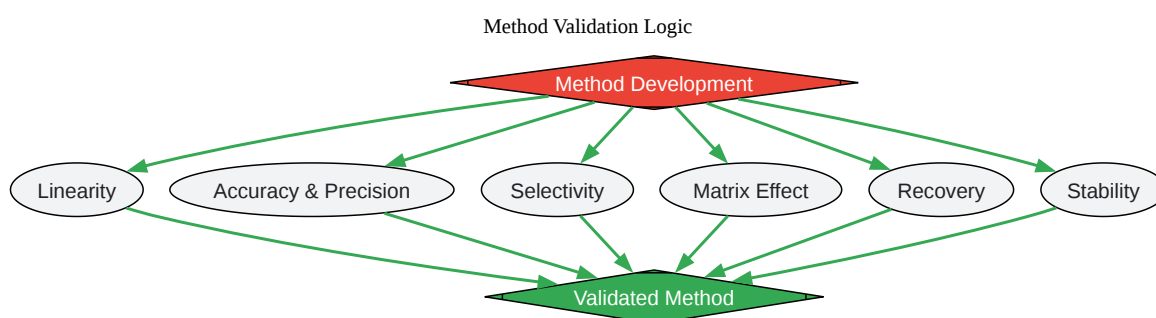 Method Validation Logic
Method Development
Linearity
Accuracy & Precision
Selectivity
Matrix Effect
Recovery
Stability
Validated Method